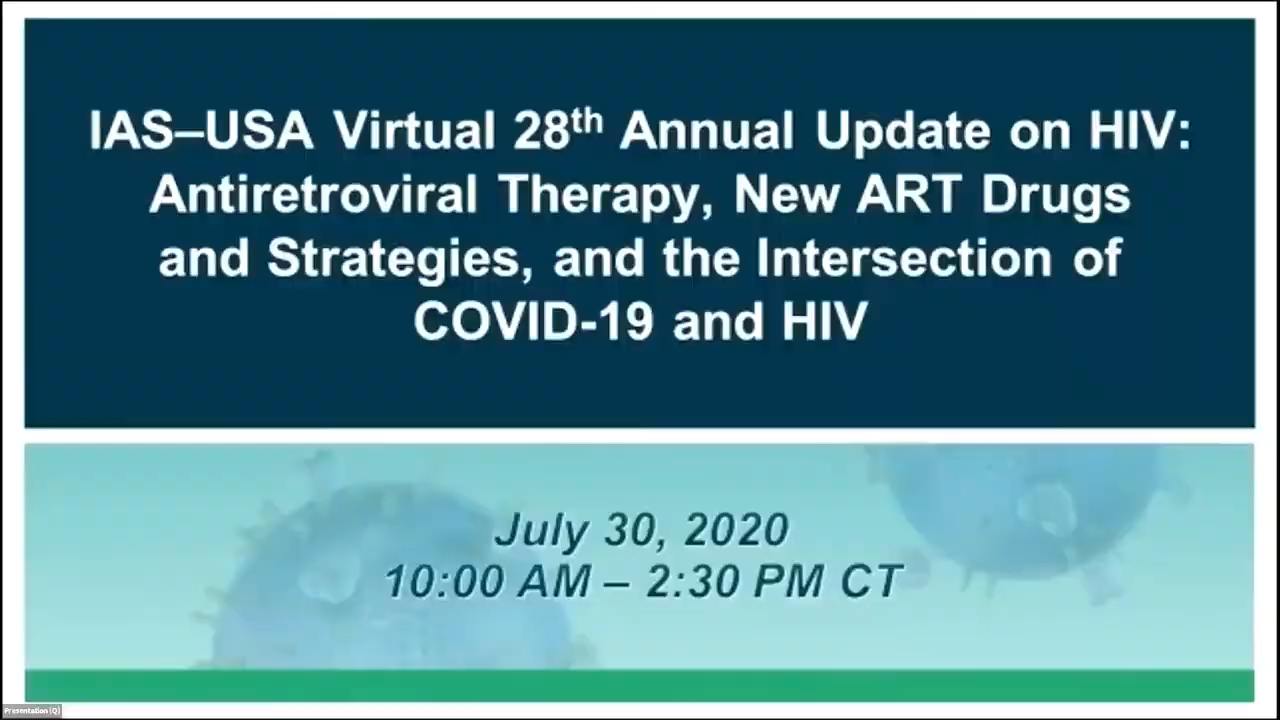 IAS–USA Virtual 28th Annual Update on HIV:
Antiretroviral Therapy, New ART Drugs
and Strategies, and the Intersection of
COVID-19 and HIV
July 30, 2020
10:00 AM – 2:30 PM CT
Presentation (Q)